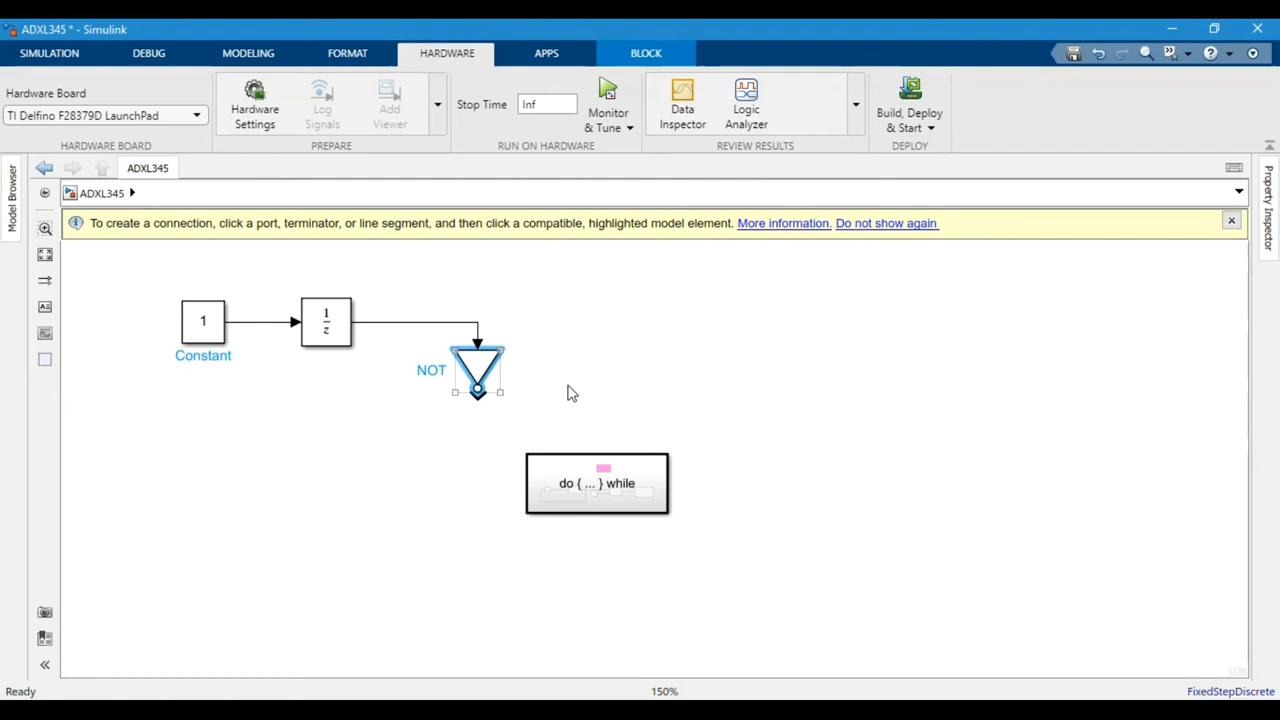 ADXL345 * - Simulink
SIMULATION DEBUG MODELING FORMAT HARDWARE APPS BLOCK
Hardware Board
TI Delfino F28379D LaunchPad
HARDWARE BOARD
Hardware
Settings
Log
Signals
Add
Viewer
PREPARE
Stop Time Inf
Monitor
& Tune
RUN ON HARDWARE
Data
Inspector
Logic
Analyzer
REVIEW RESULTS
Build, Deploy
& Start
DEPLOY
Model Browser
ADXL345
ADXL345
Property Inspector
To create a connection, click a port, terminator, or line segment, and then click a compatible, highlighted model element. More information. Do not show again
1
Constant
1
z
NOT
do { ... } while
Ready 150% FixedStepDiscrete